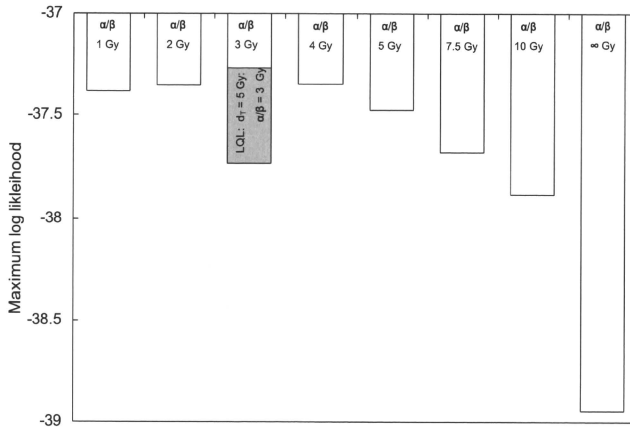 -37
-37.5
-38
-38.5
-39
Maximum log likleihood
α/β
1 Gy
α/β
2 Gy
α/β
3 Gy
α/β
4 Gy
α/β
5 Gy
α/β
7.5 Gy
α/β
10 Gy
α/β
∞ Gy
LQL: dT = 5 Gy:
α/β = 3 Gy